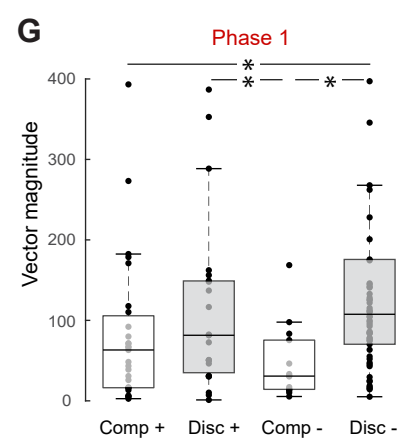 G
Phase 1
*
* *
Vector magnitude
400
300
200
100
0
Comp + Disc + Comp - Disc -